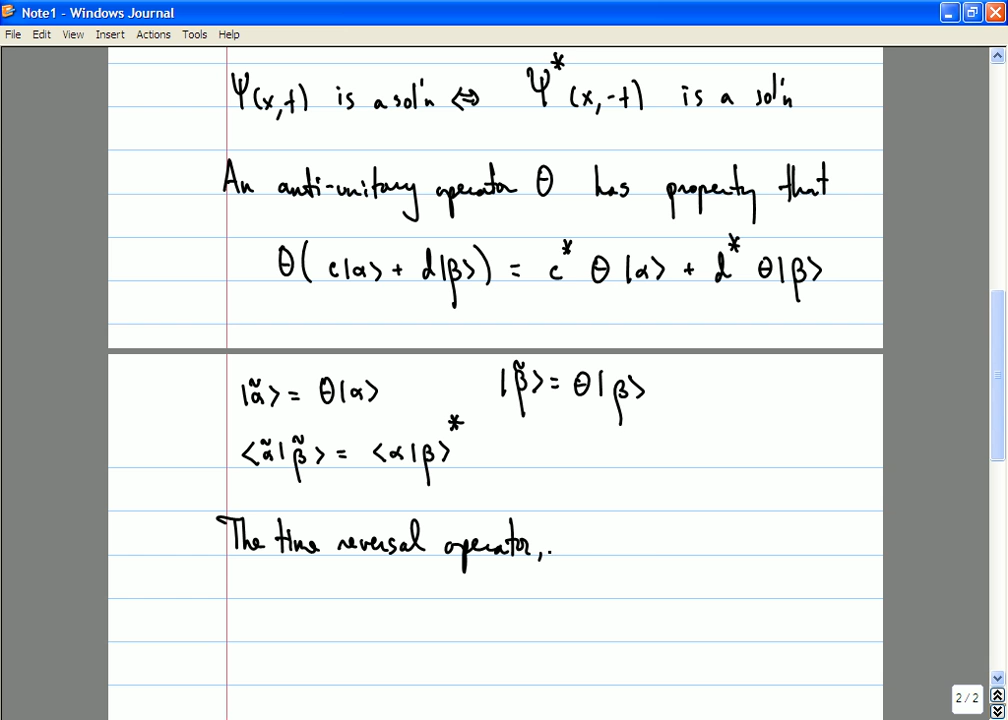 Note1 - Windows Journal
File Edit View Insert Actions Tools Help
Ψ(x,t) is a sol'n ⇔ Ψ*(x,-t) is a sol'n
An anti-unitary operator Θ has property that
Θ( c|α> + d|β>) = c* Θ|α> + d* Θ|β>
|α̃> = Θ|α> |β̃> = Θ|β>
<α̃|β̃> = <α|β>*
The time reversal operator,.
2 / 2